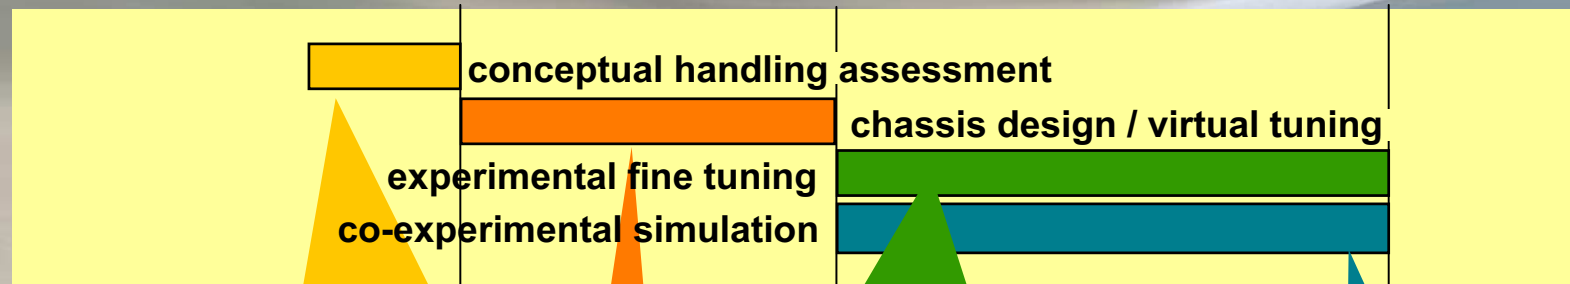 conceptual handling assessment
chassis design / virtual tuning
experimental fine tuning
co-experimental simulation